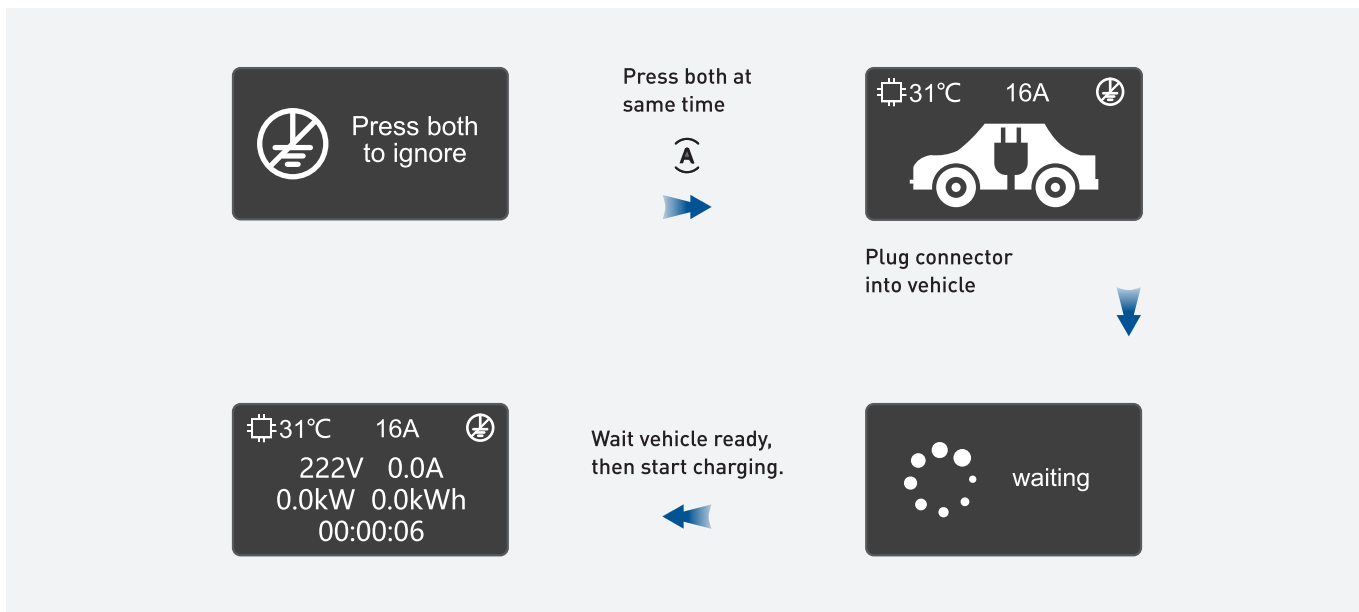 Press both
to ignore
Press both at
same time
A
31℃ 16A
Plug connector
into vehicle
waiting
Wait vehicle ready,
then start charging.
31℃ 16A
222V 0.0A
0.0kW 0.0kWh
00:00:06